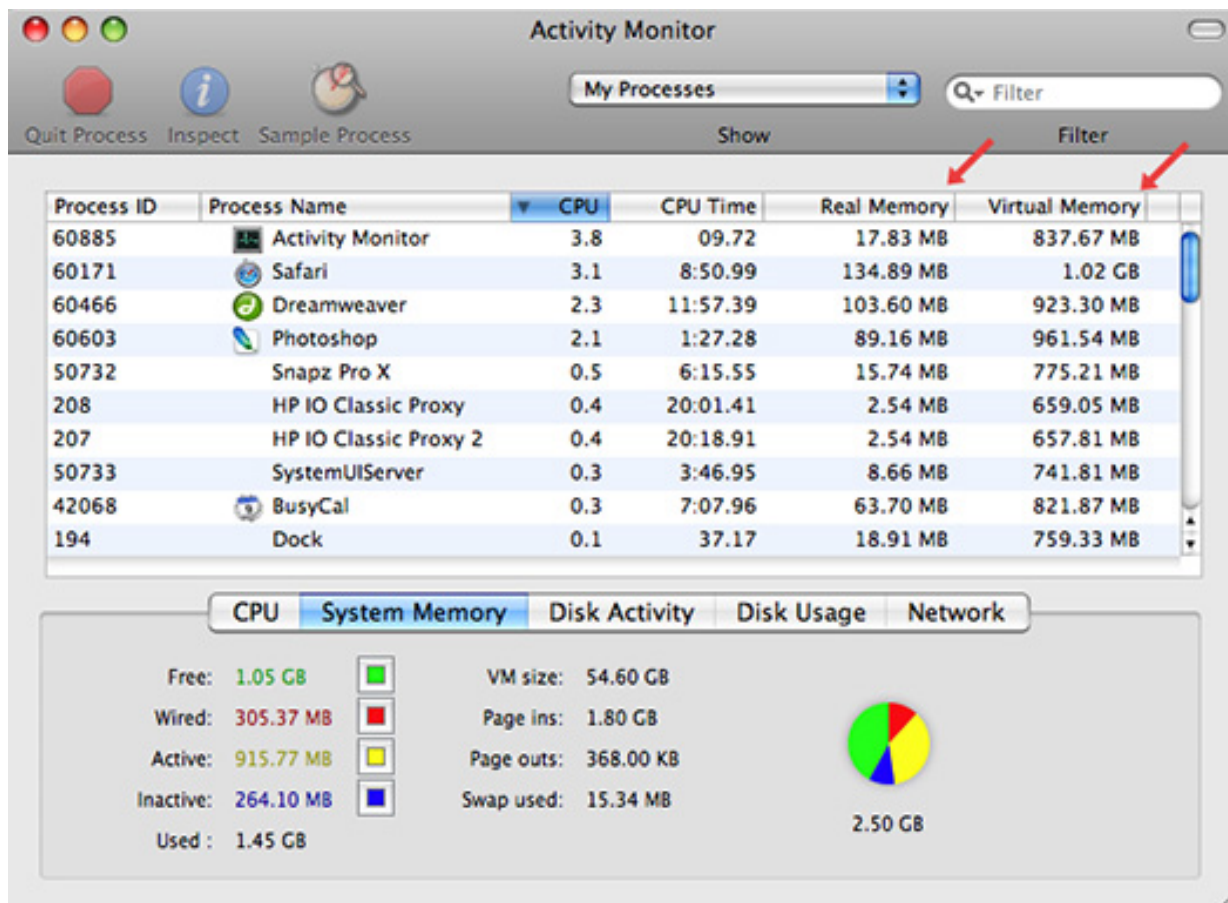 Activity Monitor
My Processes
Filter
Quit Process Inspect Sample Process Show Filter
Process ID Process Name CPU CPU Time Real Memory Virtual Memory
60885 Activity Monitor 3.8 09.72 17.83 MB 837.67 MB
60171 Safari 3.1 8:50.99 134.89 MB 1.02 GB
60466 Dreamweaver 2.3 11:57.39 103.60 MB 923.30 MB
60603 Photoshop 2.1 1:27.28 89.16 MB 961.54 MB
50732 Snapz Pro X 0.5 6:15.55 15.74 MB 775.21 MB
208 HP IO Classic Proxy 0.4 20:01.41 2.54 MB 659.05 MB
207 HP IO Classic Proxy 2 0.4 20:18.91 2.54 MB 657.81 MB
50733 SystemUIServer 0.3 3:46.95 8.66 MB 741.81 MB
42068 BusyCal 0.3 7:07.96 63.70 MB 821.87 MB
194 Dock 0.1 37.17 18.91 MB 759.33 MB
CPU System Memory Disk Activity Disk Usage Network
Free: 1.05 GB VM size: 54.60 GB
Wired: 305.37 MB Page ins: 1.80 GB
Active: 915.77 MB Page outs: 368.00 KB
Inactive: 264.10 MB Swap used: 15.34 MB
2.50 GB
Used : 1.45 GB